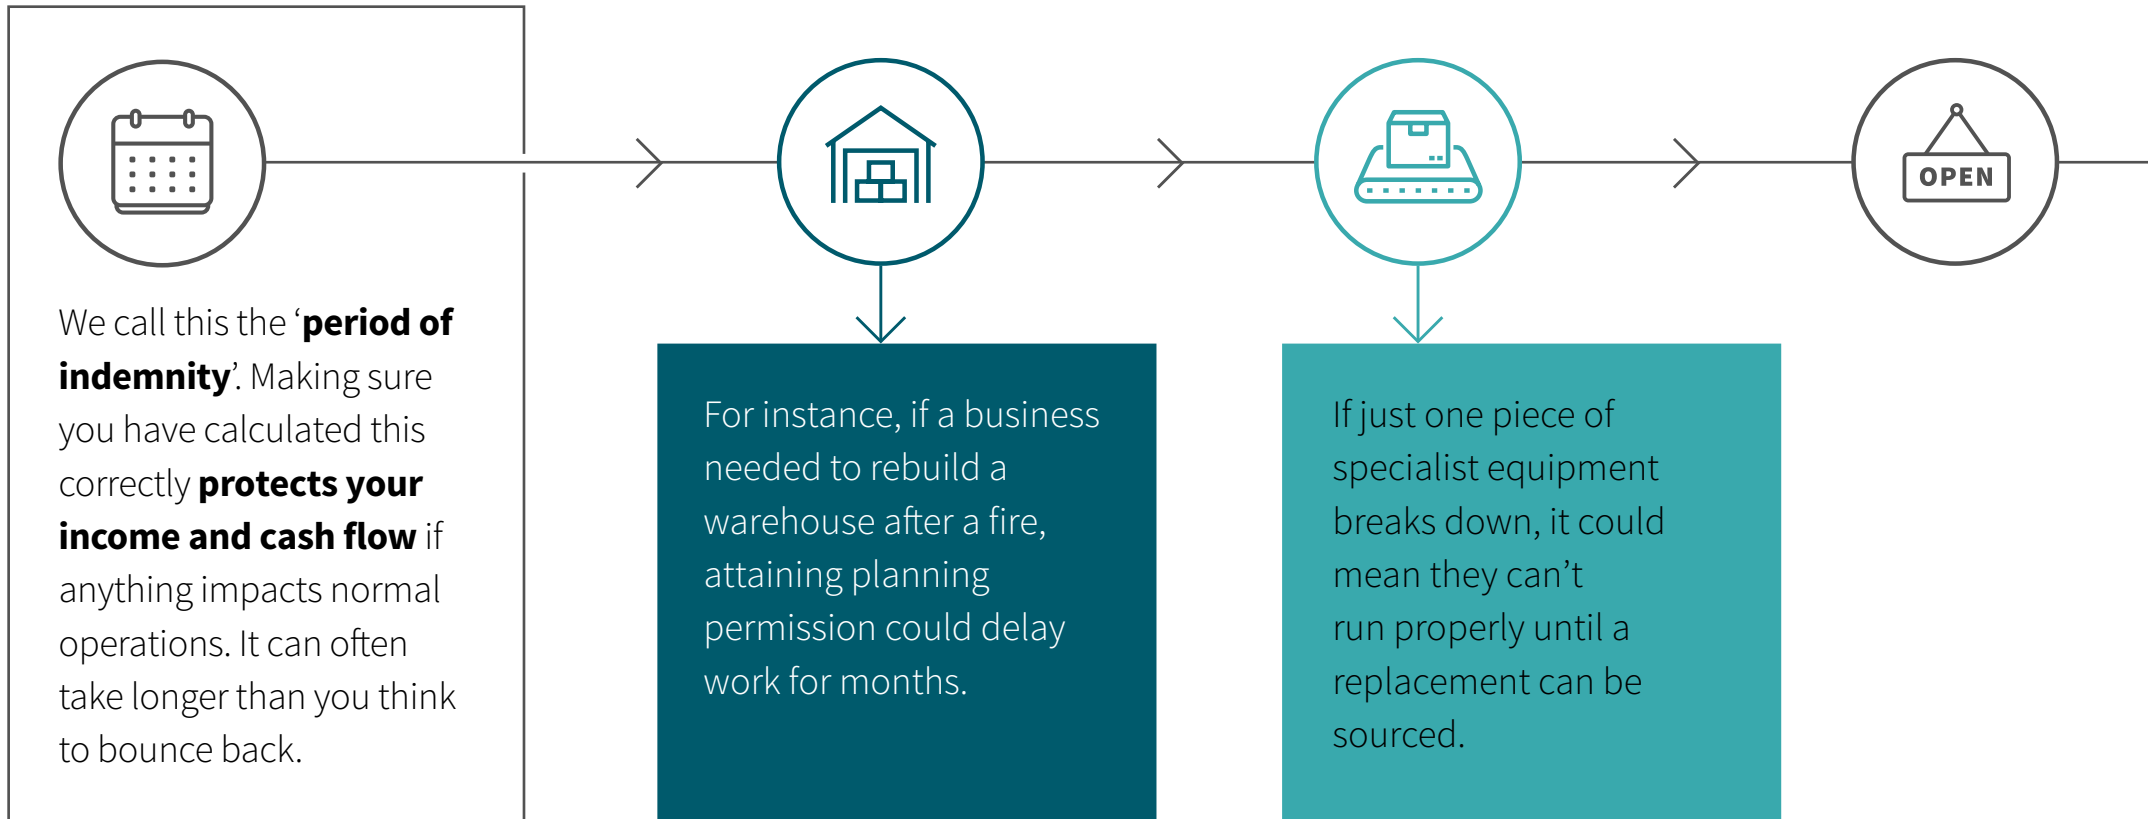 OPEN
We call this the ‘period of
indemnity’. Making sure
you have calculated this
correctly protects your
income and cash flow if
anything impacts normal
operations. It can often
take longer than you think
to bounce back.
For instance, if a business
needed to rebuild a
warehouse after a fire,
attaining planning
permission could delay
work for months.
If just one piece of
specialist equipment
breaks down, it could
mean they can’t
run properly until a
replacement can be
sourced.